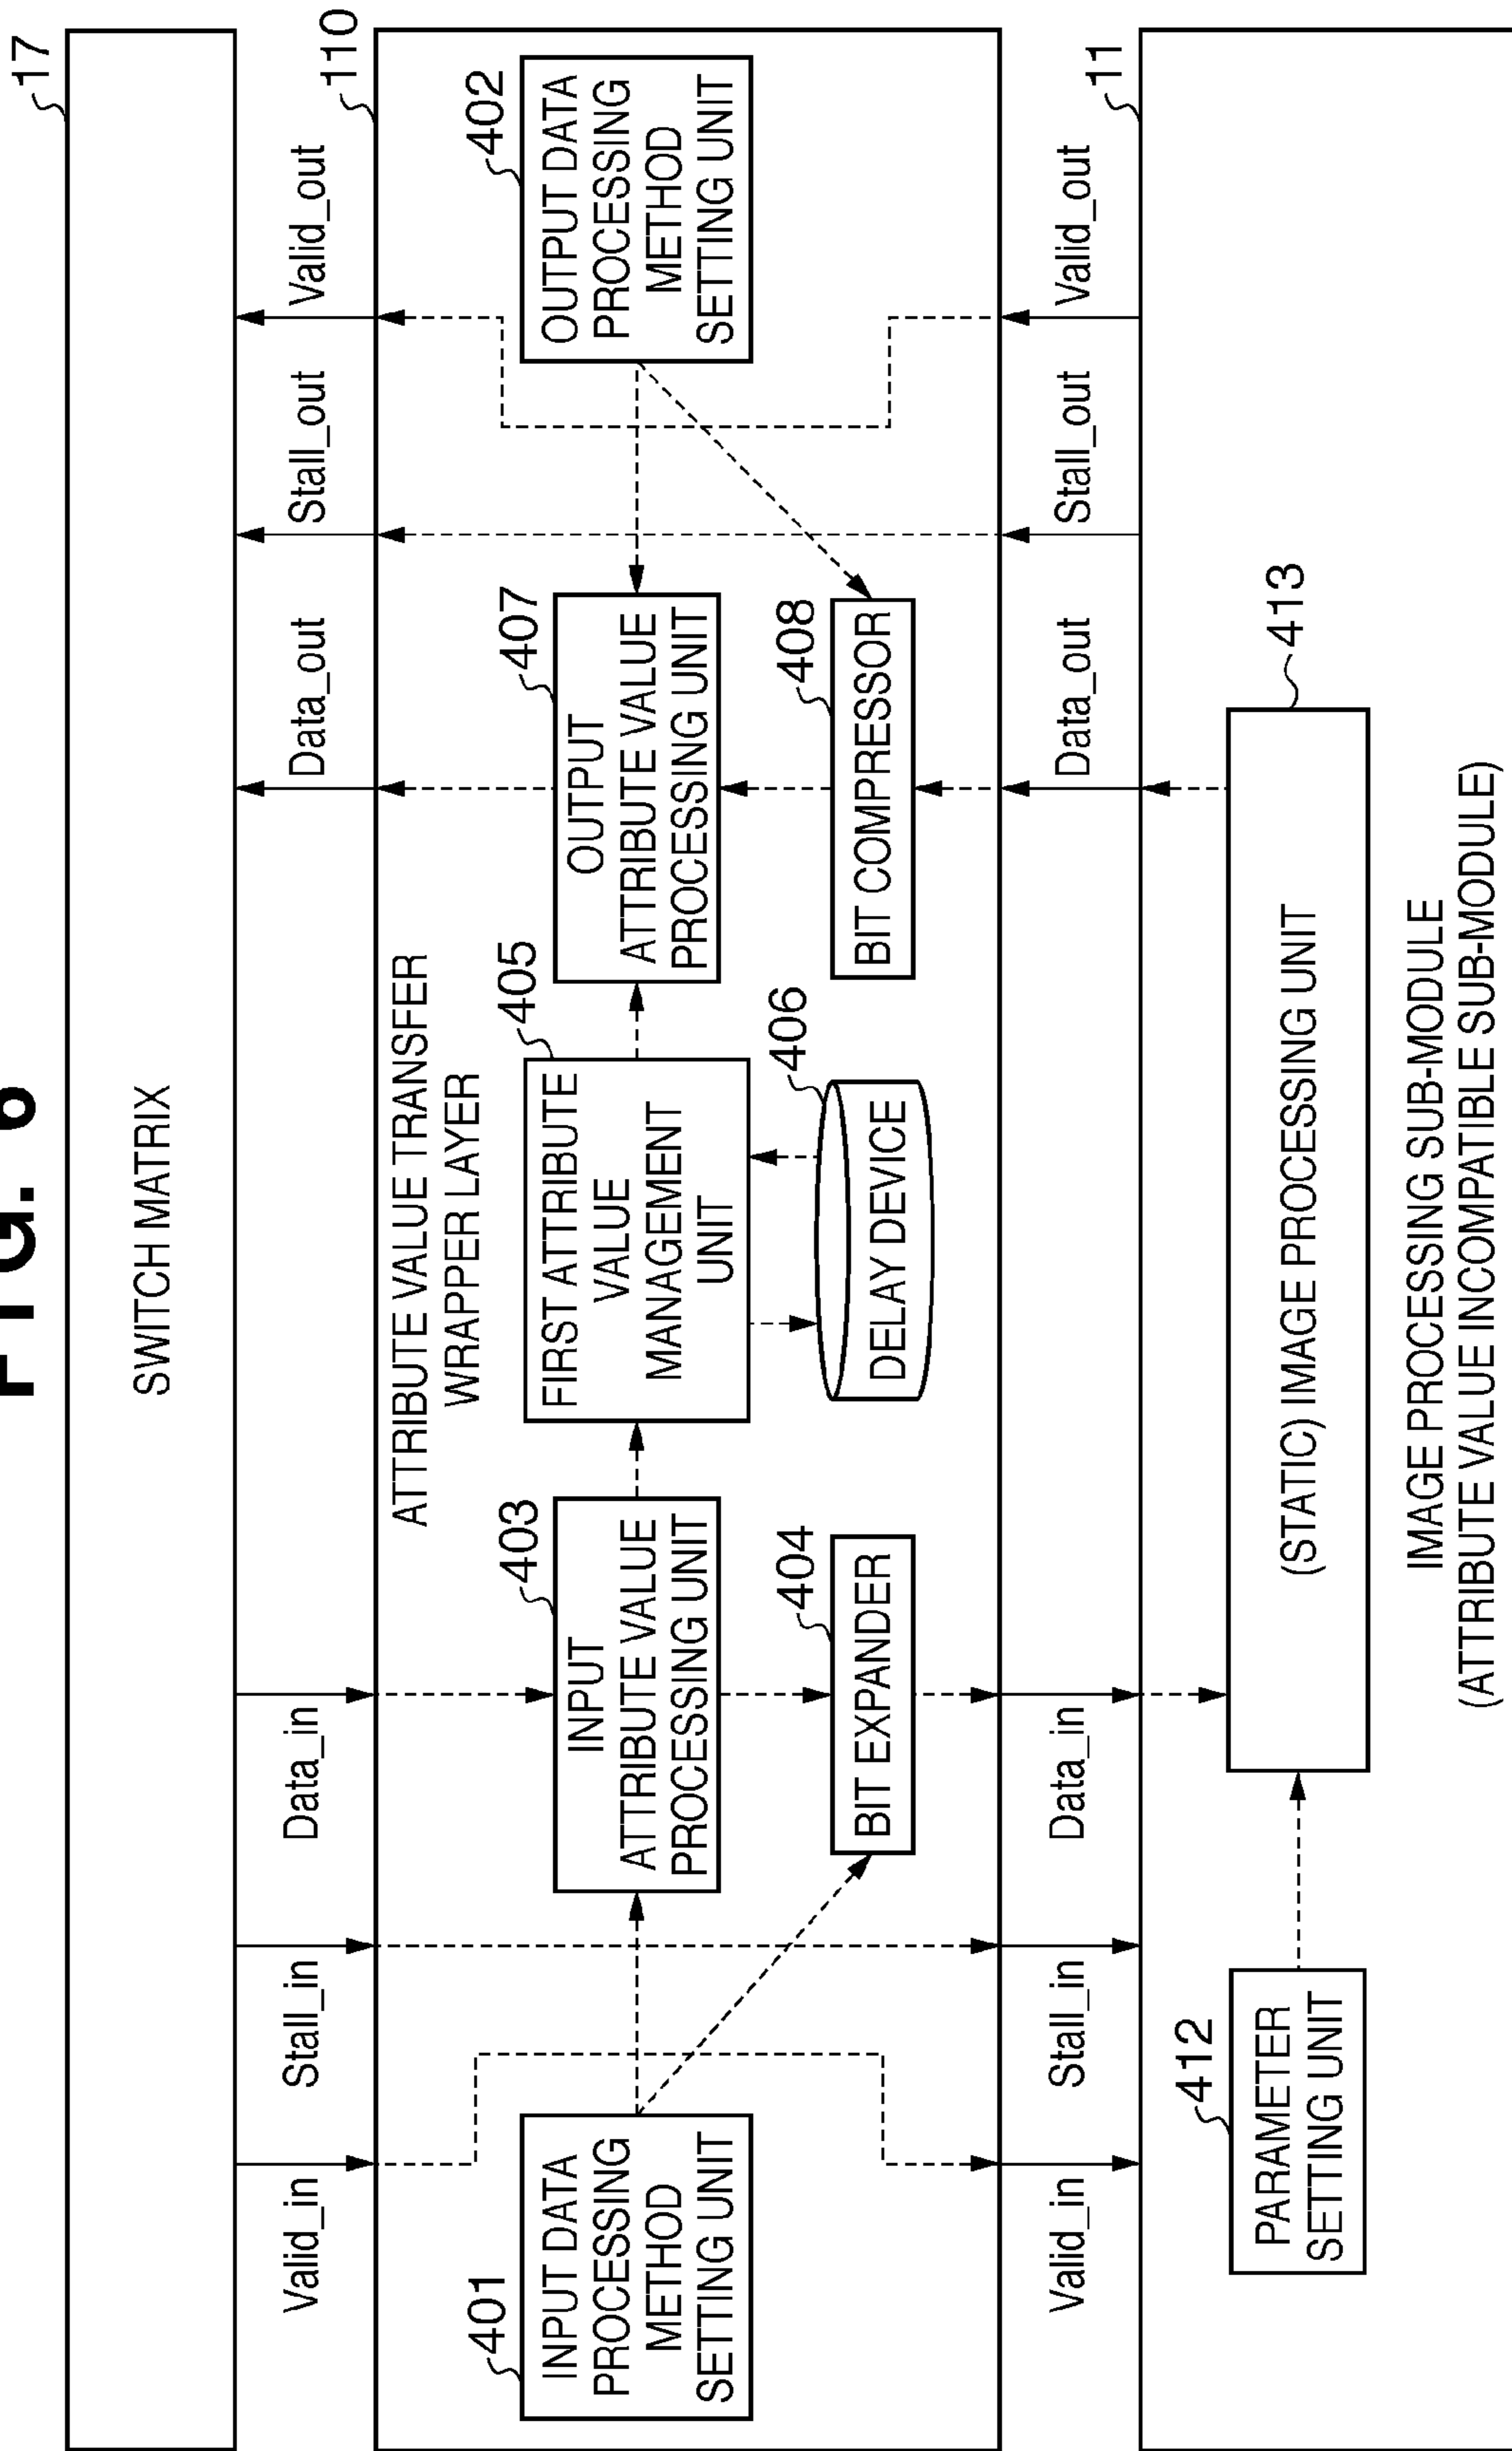 FIG.
17
SWITCH MATRIX
Valid_in
Stall_in
Data_in
Data_out
Stall_out
Valid_out
110
ATTRIBUTE VALUE TRANSFER
WRAPPER LAYER
401
INPUT DATA
PROCESSING
METHOD
SETTING UNIT
403
INPUT
ATTRIBUTE VALUE
PROCESSING UNIT
404
BIT EXPANDER
405
FIRST ATTRIBUTE
VALUE
MANAGEMENT
UNIT
406
DELAY DEVICE
407
OUTPUT
ATTRIBUTE VALUE
PROCESSING UNIT
408
BIT COMPRESSOR
402
OUTPUT DATA
PROCESSING
METHOD
SETTING UNIT
Valid_in
Stall_in
Data_in
Data_out
Stall_out
Valid_out
11
412
PARAMETER
SETTING UNIT
413
(STATIC) IMAGE PROCESSING UNIT
IMAGE PROCESSING SUB-MODULE
(ATTRIBUTE VALUE INCOMPATIBLE SUB-MODULE)